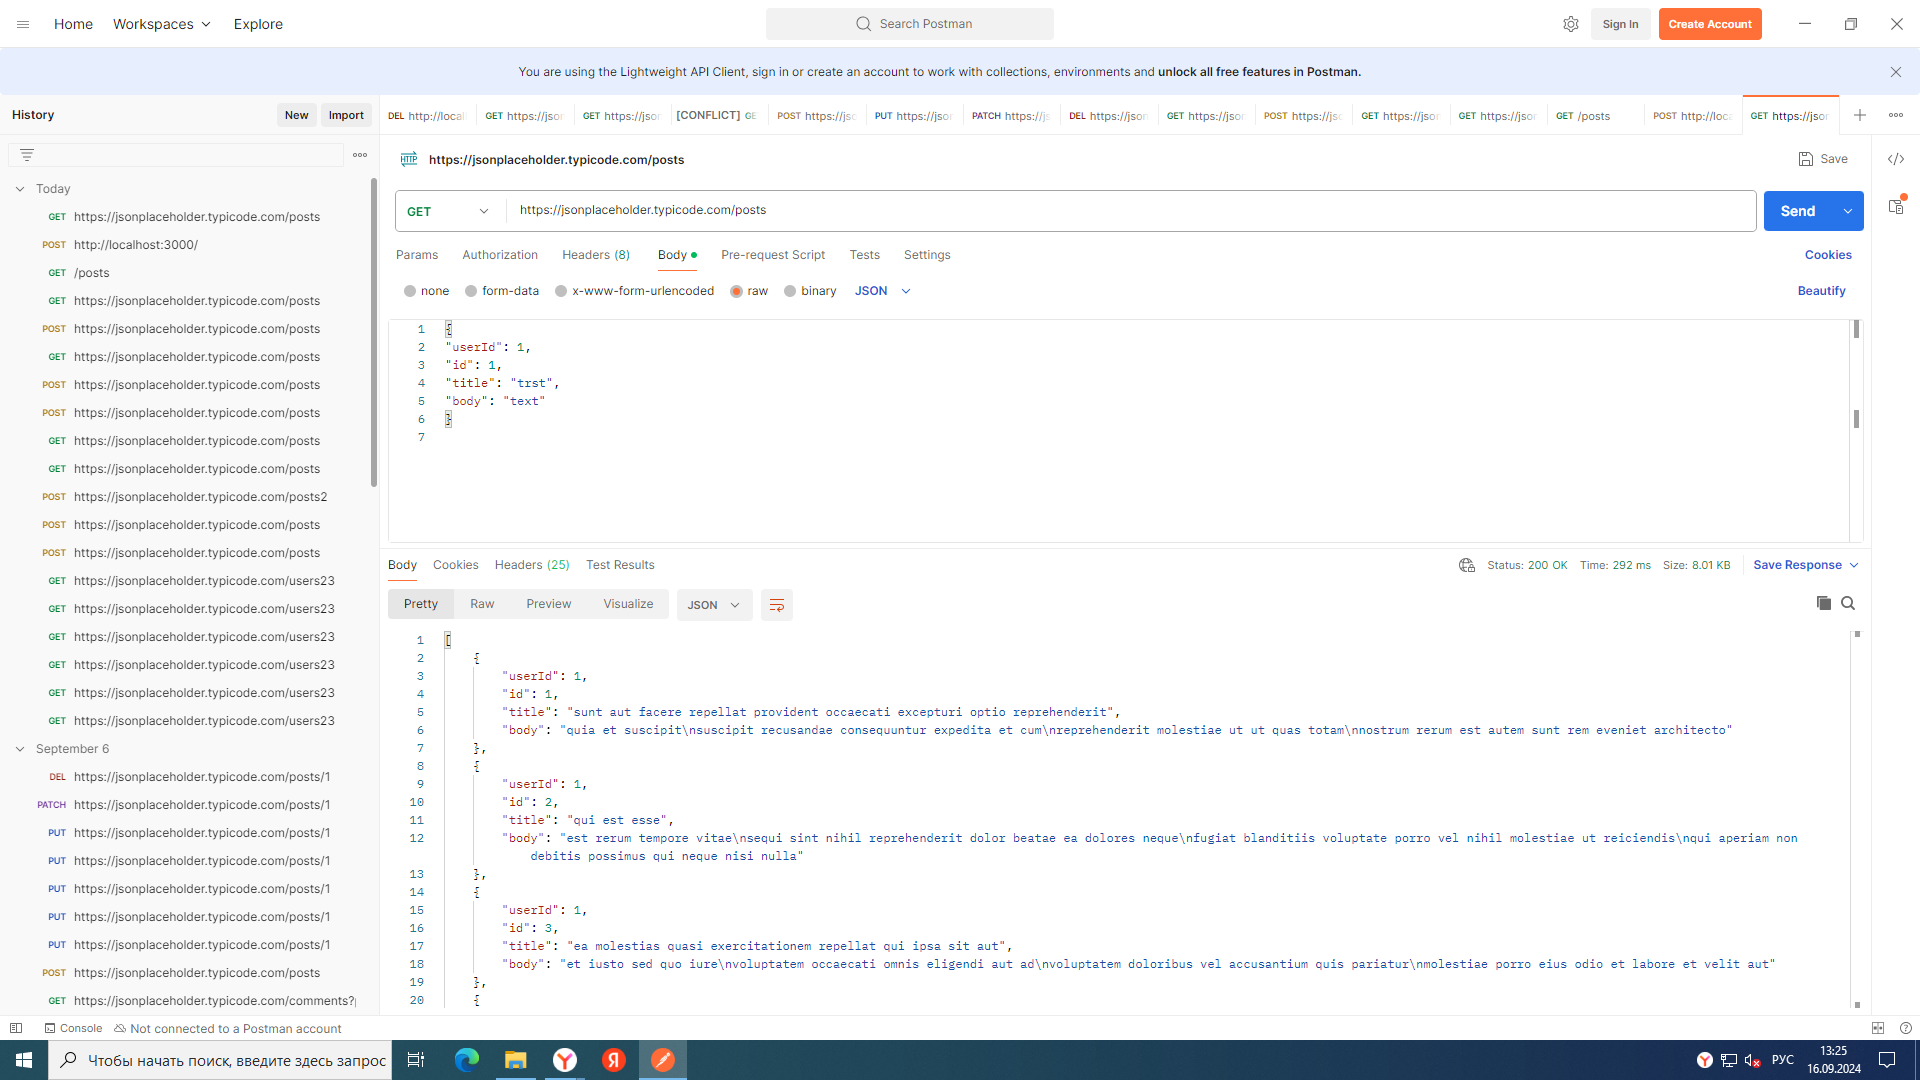 Home Workspaces Explore
Search Postman
Sign In Create Account
You are using the Lightweight API Client, sign in or create an account to work with collections, environments and unlock all free features in Postman.
History New Import
DEL http://local GET https://json GET https://json [CONFLICT] GE POST https://jsc PUT https://jsor PATCH https://js DEL https://json GET https://json POST https://jsc GET https://json GET https://json GET /posts POST http://loca GET https://jsor
Today
GET https://jsonplaceholder.typicode.com/posts
POST http://localhost:3000/
GET /posts
GET https://jsonplaceholder.typicode.com/posts
POST https://jsonplaceholder.typicode.com/posts
GET https://jsonplaceholder.typicode.com/posts
POST https://jsonplaceholder.typicode.com/posts
POST https://jsonplaceholder.typicode.com/posts
GET https://jsonplaceholder.typicode.com/posts
GET https://jsonplaceholder.typicode.com/posts
POST https://jsonplaceholder.typicode.com/posts2
POST https://jsonplaceholder.typicode.com/posts
POST https://jsonplaceholder.typicode.com/posts
GET https://jsonplaceholder.typicode.com/users23
GET https://jsonplaceholder.typicode.com/users23
GET https://jsonplaceholder.typicode.com/users23
GET https://jsonplaceholder.typicode.com/users23
GET https://jsonplaceholder.typicode.com/users23
GET https://jsonplaceholder.typicode.com/users23
September 6
DEL https://jsonplaceholder.typicode.com/posts/1
PATCH https://jsonplaceholder.typicode.com/posts/1
PUT https://jsonplaceholder.typicode.com/posts/1
PUT https://jsonplaceholder.typicode.com/posts/1
PUT https://jsonplaceholder.typicode.com/posts/1
PUT https://jsonplaceholder.typicode.com/posts/1
PUT https://jsonplaceholder.typicode.com/posts/1
POST https://jsonplaceholder.typicode.com/posts
GET https://jsonplaceholder.typicode.com/comments?
HTTP https://jsonplaceholder.typicode.com/posts Save
GET https://jsonplaceholder.typicode.com/posts Send
Params Authorization Headers (8) Body Pre-request Script Tests Settings Cookies
none form-data x-www-form-urlencoded raw binary JSON Beautify
1 {
2 "userId": 1,
3 "id": 1,
4 "title": "trst",
5 "body": "text"
6 }
7
Body Cookies Headers (25) Test Results Status: 200 OK Time: 292 ms Size: 8.01 KB Save Response
Pretty Raw Preview Visualize JSON
1 [
2 {
3 "userId": 1,
4 "id": 1,
5 "title": "sunt aut facere repellat provident occaecati excepturi optio reprehenderit",
6 "body": "quia et suscipit\nsuscipit recusandae consequuntur expedita et cum\nreprehenderit molestiae ut ut quas totam\nnostrum rerum est autem sunt rem eveniet architecto"
7 },
8 {
9 "userId": 1,
10 "id": 2,
11 "title": "qui est esse",
12 "body": "est rerum tempore vitae\nsequi sint nihil reprehenderit dolor beatae ea dolores neque\nfugiat blanditiis voluptate porro vel nihil molestiae ut reiciendis\nqui aperiam non
debitis possimus qui neque nisi nulla"
13 },
14 {
15 "userId": 1,
16 "id": 3,
17 "title": "ea molestias quasi exercitationem repellat qui ipsa sit aut",
18 "body": "et iusto sed quo iure\nvoluptatem occaecati omnis eligendi aut ad\nvoluptatem doloribus vel accusantium quis pariatur\nmolestiae porro eius odio et labore et velit aut"
19 },
20 {
Console Not connected to a Postman account
Чтобы начать поиск, введите здесь запрос
РУС
13:25
16.09.2024